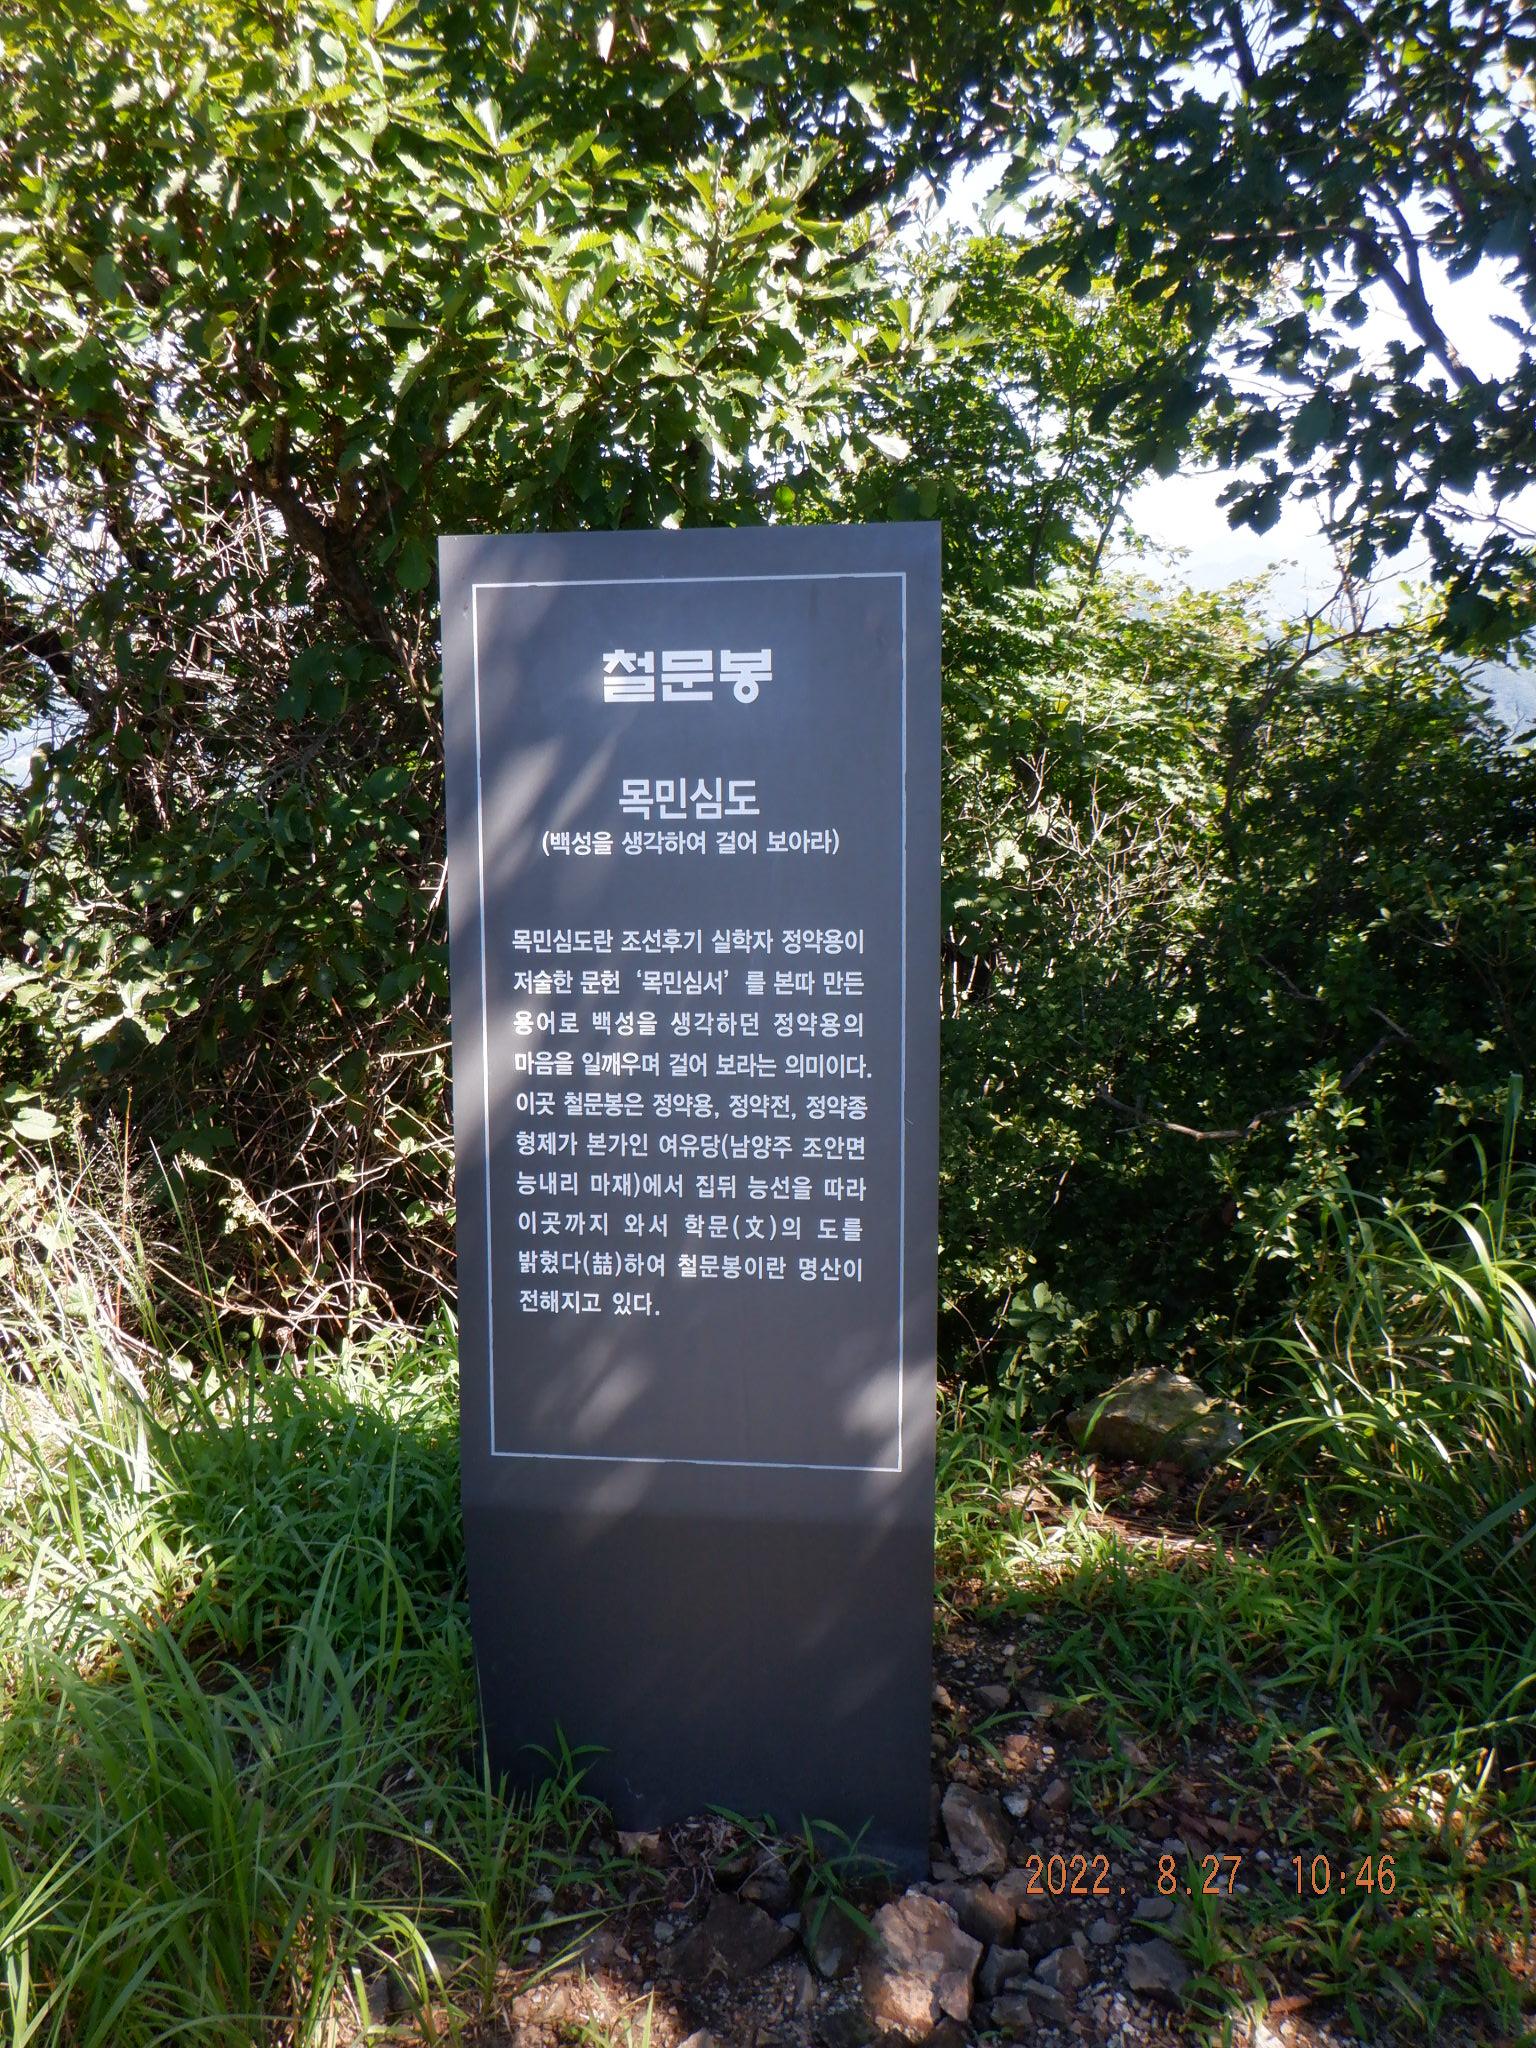 철문봉
목민심도
(백성을 생각하여 걸어 보아라)
목민심도란 조선후기 실학자 정약용이
저술한 문헌 ‘목민심서’ 를 본따 만든
용어로 백성을 생각하던 정약용의
마음을 일깨우며 걸어 보라는 의미이다.
이곳 철문봉은 정약용, 정약전, 정약종
형제가 본가인 여유당(남양주 조안면
능내리 마재)에서 집뒤 능선을 따라
이곳까지 와서 학문(文)의 도를
밝혔다(喆)하여 철문봉이란 명산이
전해지고 있다.
2022. 8.27 10:46